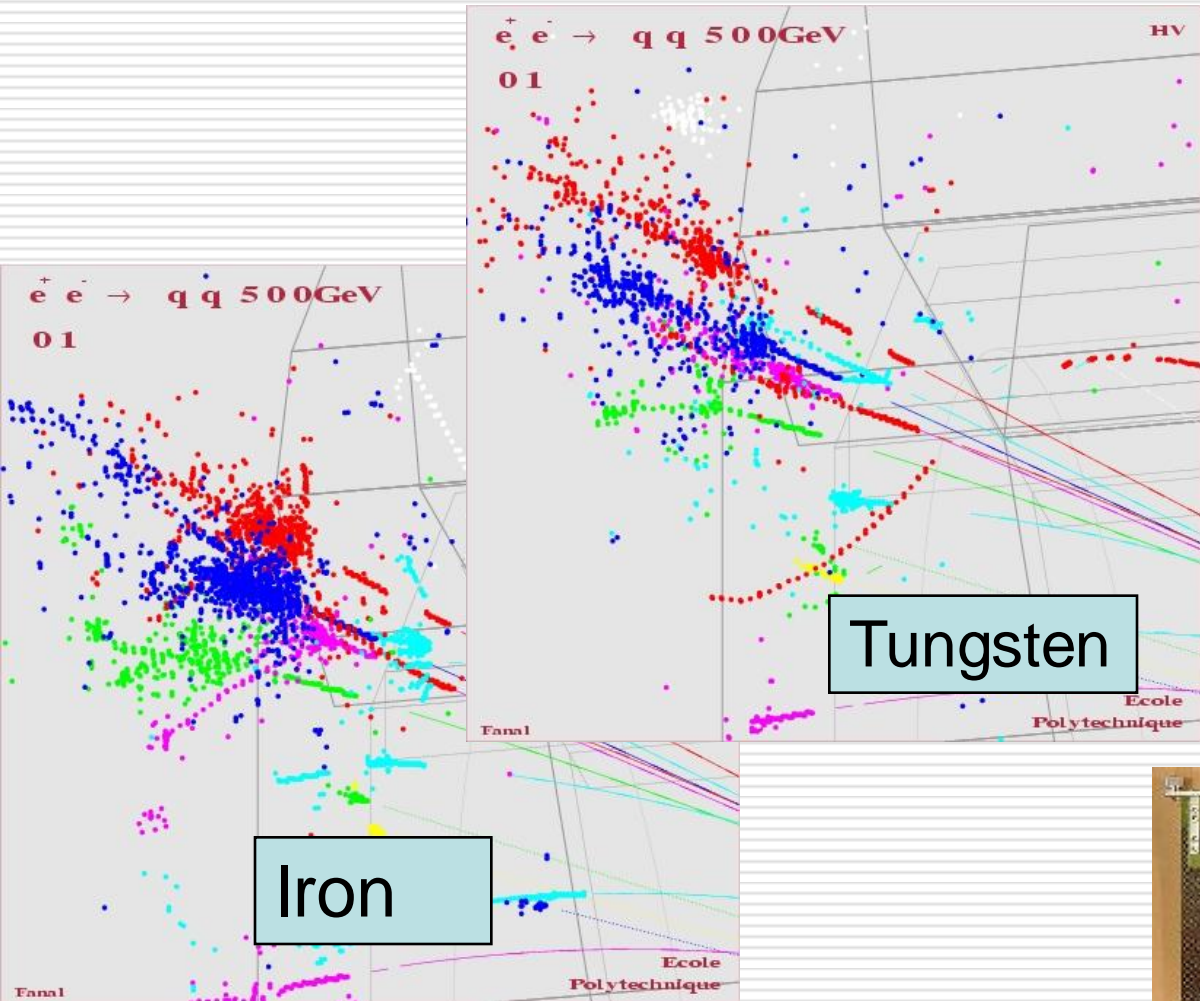 e⁺ e⁻ → q q 500GeV
HV
01
Tungsten
Ecole
Polytechnique
Fanal
e⁺ e⁻ → q q 500GeV
01
Iron
Ecole
Polytechnique
Fanal